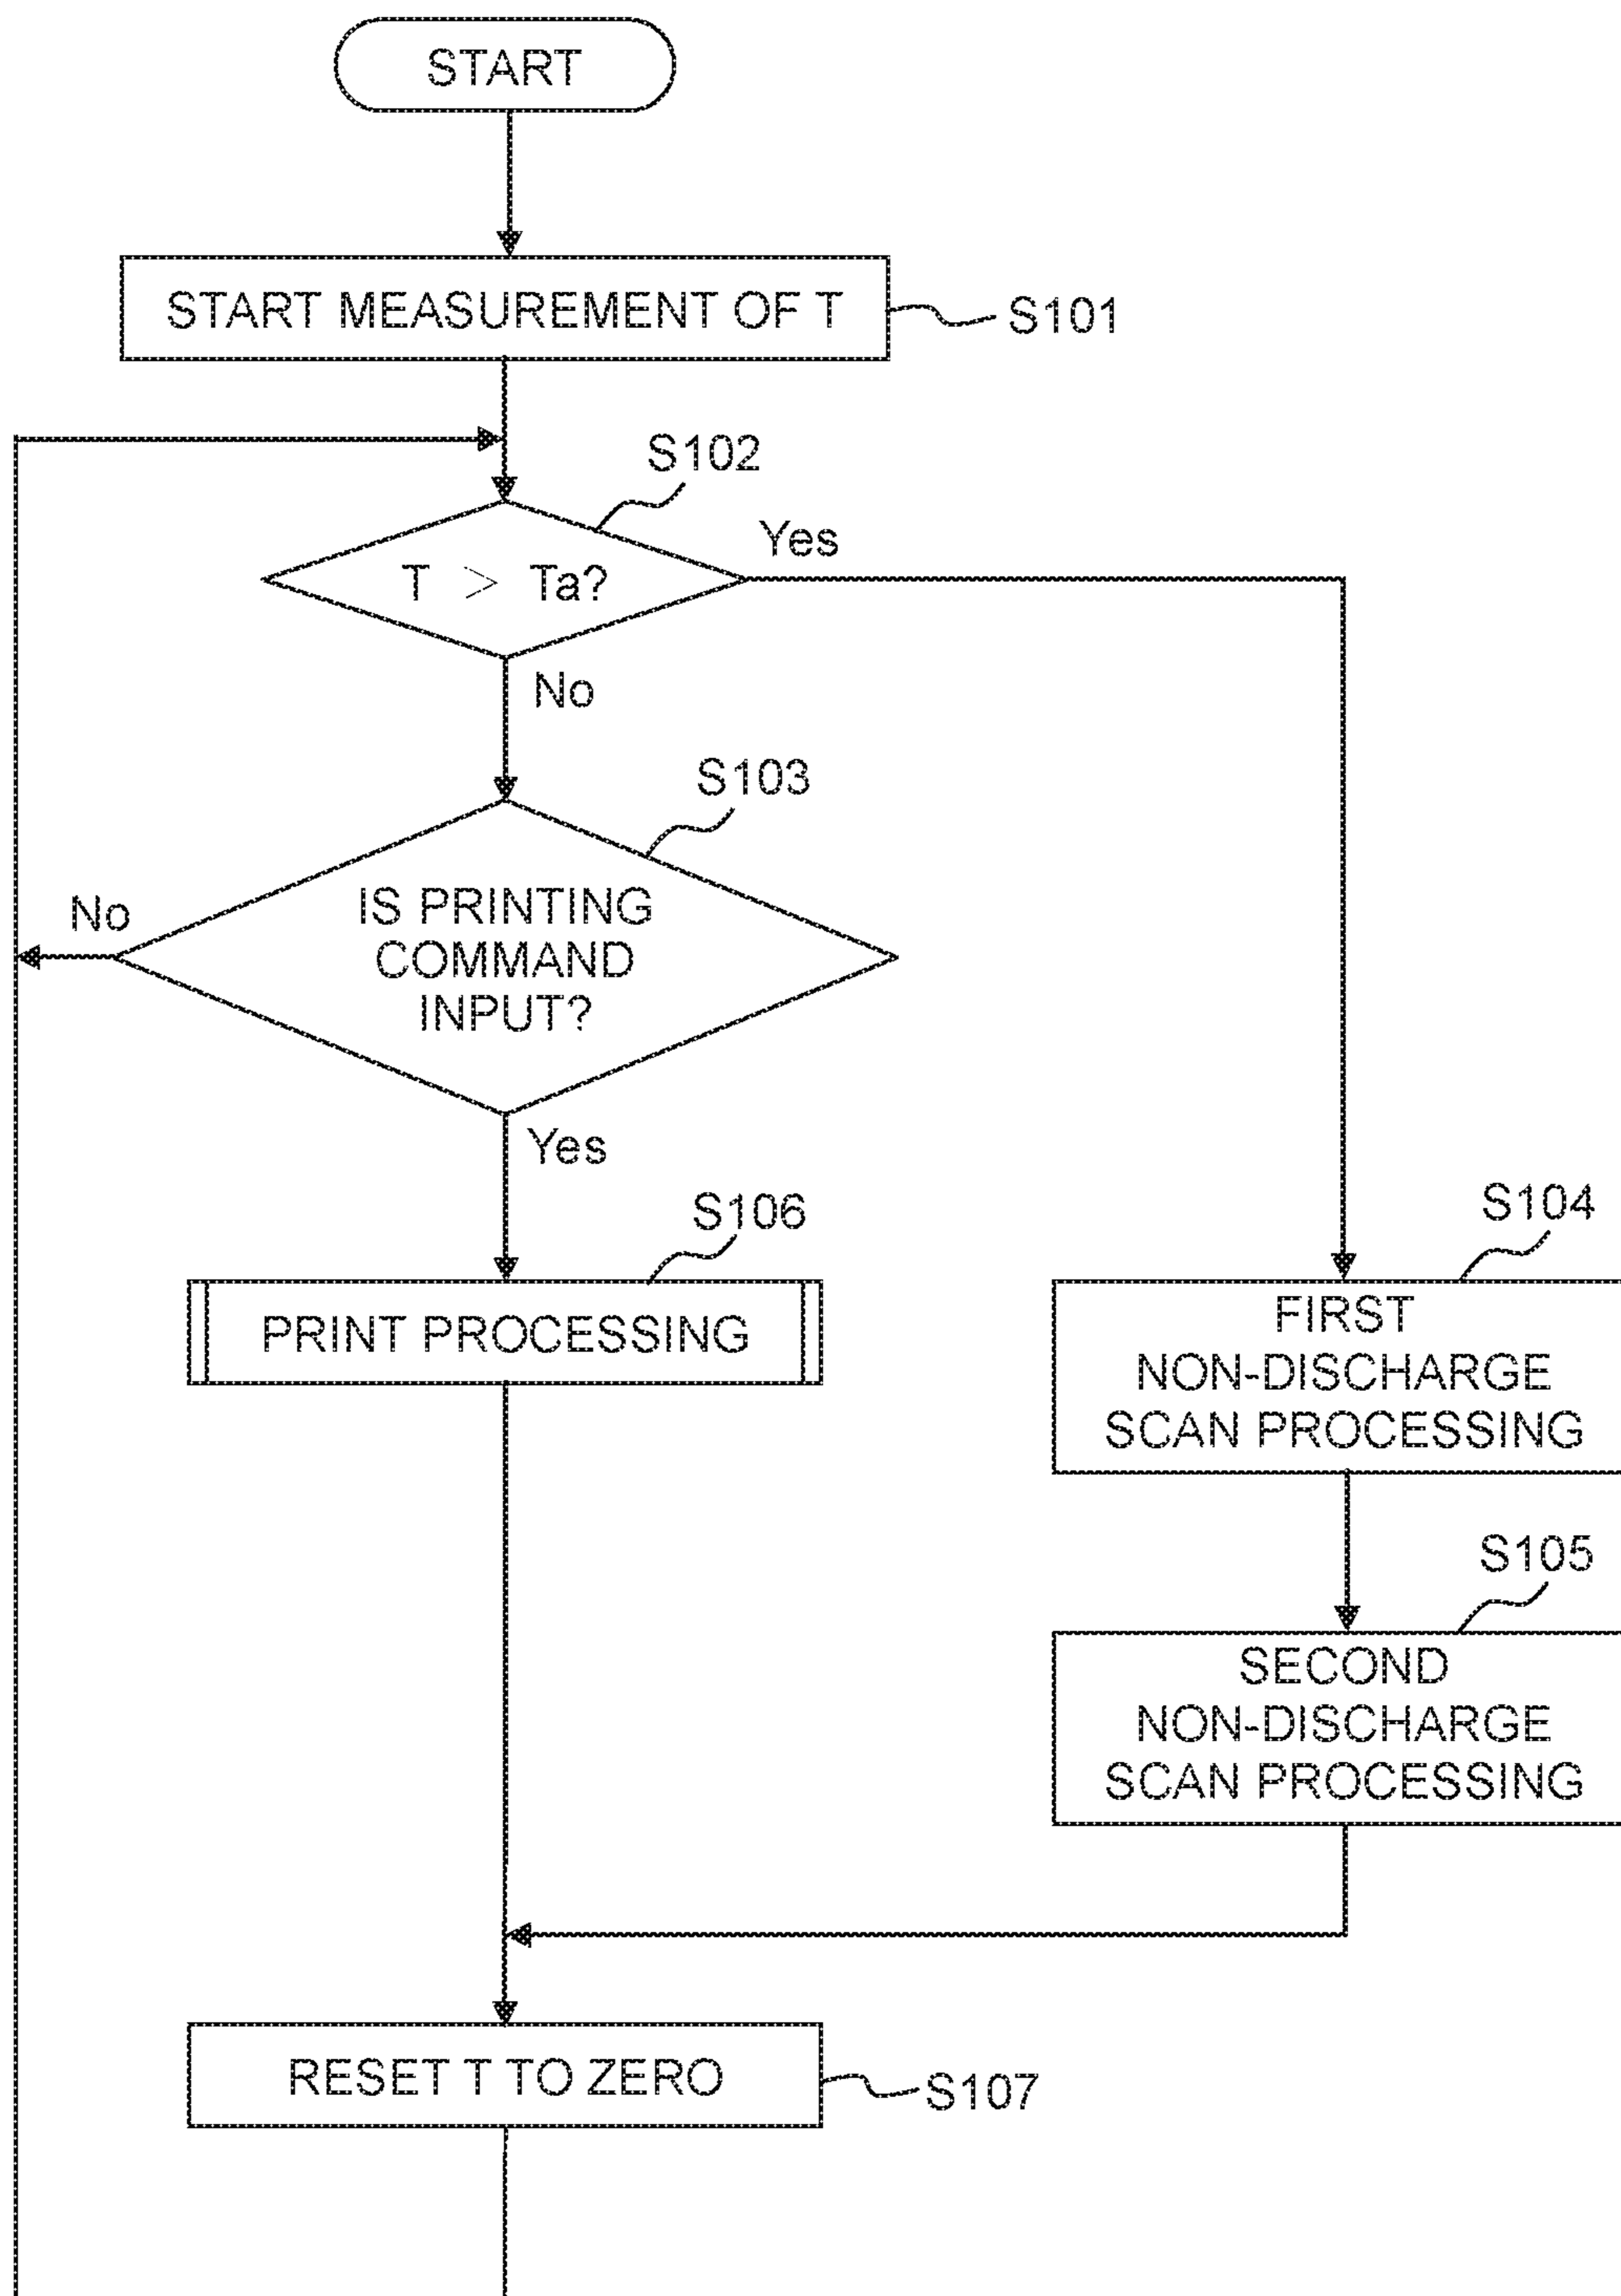 START
START MEASUREMENT OF T
S101
S102
T > Ta?
Yes
No
S103
IS PRINTING
COMMAND
INPUT?
No
Yes
S106
PRINT PROCESSING
S104
FIRST
NON-DISCHARGE
SCAN PROCESSING
S105
SECOND
NON-DISCHARGE
SCAN PROCESSING
RESET T TO ZERO
S107